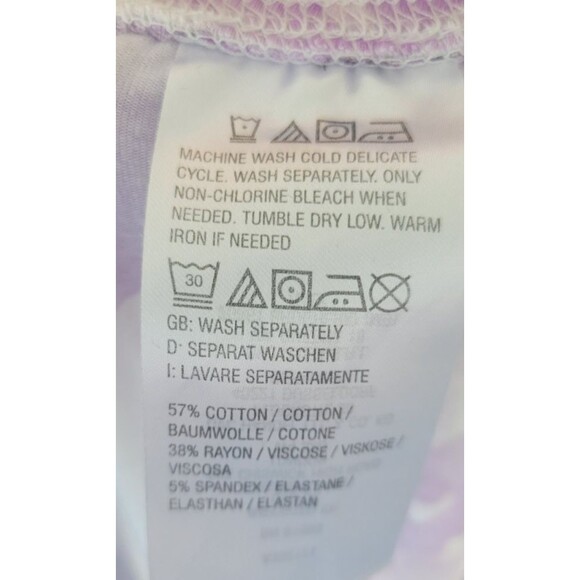 MACHINE WASH COLD DELICATE
CYCLE. WASH SEPARATELY. ONLY
NON-CHLORINE BLEACH WHEN
NEEDED. TUMBLE DRY LOW. WARM
IRON IF NEEDED
30
GB: WASH SEPARATELY
D: SEPARAT WASCHEN
I: LAVARE SEPARATAMENTE
57% COTTON / COTTON /
BAUMWOLLE / COTONE
38% RAYON / VISCOSE / VISKOSE /
VISCOSA
5% SPANDEX / ELASTANE /
ELASTHAN / ELASTAN